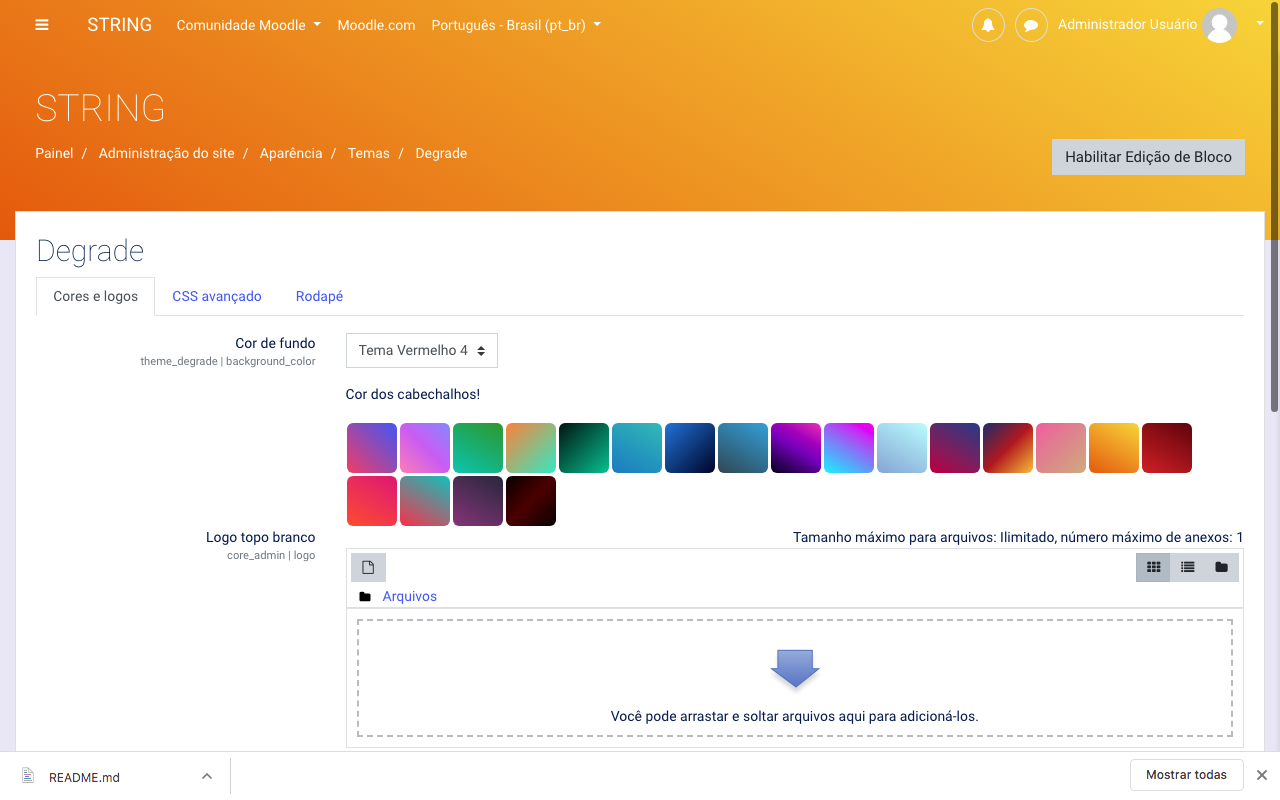 STRING Comunidade Moodle Moodle.com Português - Brasil (pt_br) Administrador Usuário
STRING
Painel / Administração do site / Aparência / Temas / Degrade
Habilitar Edição de Bloco
Degrade
Cores e logos CSS avançado Rodapé
Cor de fundo Tema Vermelho 4
theme_degrade | background_color
Cor dos cabechalhos!
Logo topo branco Tamanho máximo para arquivos: Ilimitado, número máximo de anexos: 1
core_admin | logo
Arquivos
Você pode arrastar e soltar arquivos aqui para adicioná-los.
README.md Mostrar todas